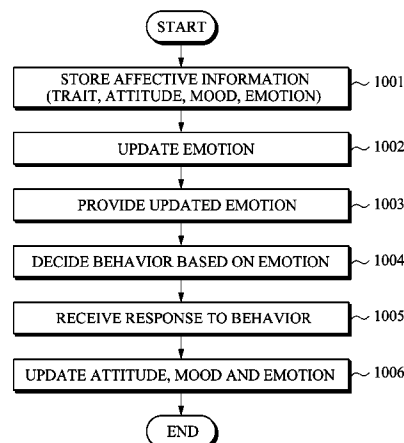 START
STORE AFFECTIVE INFORMATION
(TRAIT, ATTITUDE, MOOD, EMOTION)
1001
UPDATE EMOTION
1002
PROVIDE UPDATED EMOTION
1003
DECIDE BEHAVIOR BASED ON EMOTION
1004
RECEIVE RESPONSE TO BEHAVIOR
1005
UPDATE ATTITUDE, MOOD AND EMOTION
1006
END